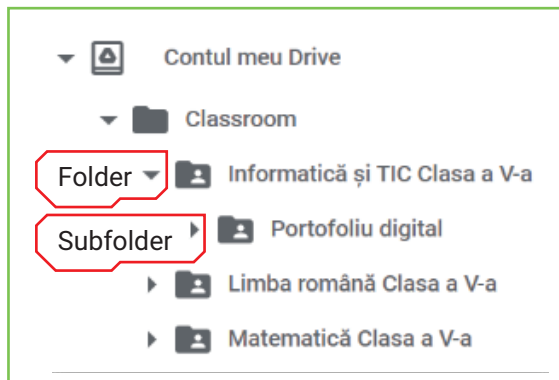 Contul meu Drive
Classroom
Folder Informatică și TIC Clasa a V-a
Subfolder Portofoliu digital
Limba română Clasa a V-a
Matematică Clasa a V-a